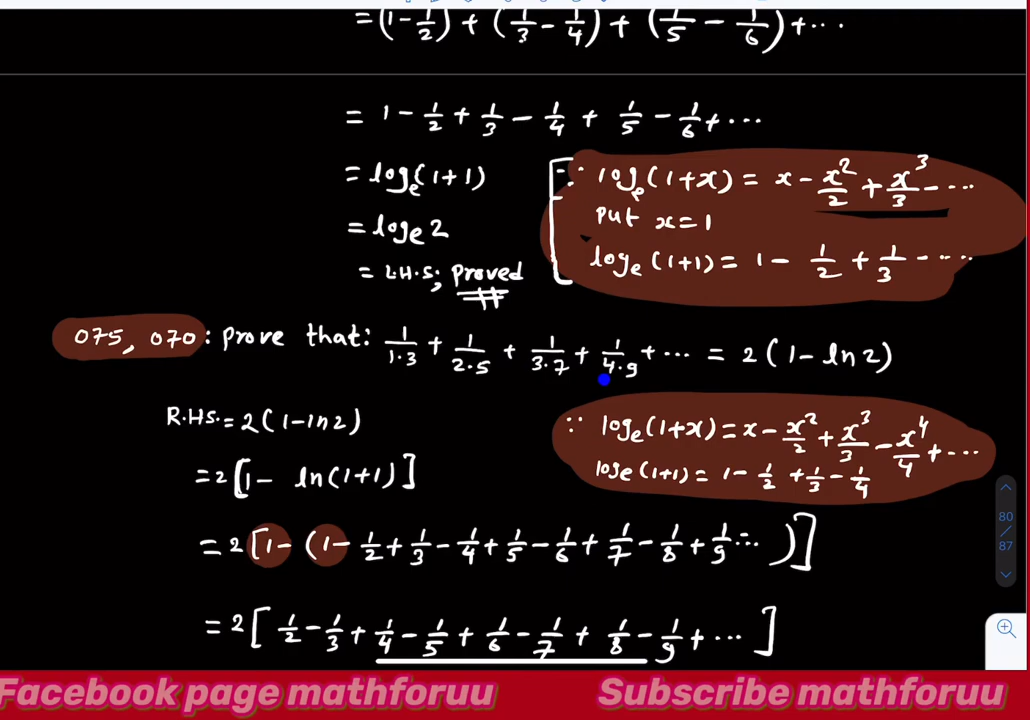 = (1 - 1/2) + (1/3 - 1/4) + (1/5 - 1/6) + ...
= 1 - 1/2 + 1/3 - 1/4 + 1/5 - 1/6 + ...
= logₑ(1+1)
= logₑ 2
= L.H.S; Proved
∵ logₑ(1+x) = x - x²/2 + x³/3 - ...
put x = 1
logₑ(1+1) = 1 - 1/2 + 1/3 - ...
075, 070: Prove that: 1/1·3 + 1/2·5 + 1/3·7 + 1/4·9 + ... = 2(1 - ln2)
R.H.S. = 2(1 - ln2)
= 2[1 - ln(1+1)]
∵ logₑ(1+x) = x - x²/2 + x³/3 - x⁴/4 + ...
logₑ(1+1) = 1 - 1/2 + 1/3 - 1/4
= 2[1 - (1 - 1/2 + 1/3 - 1/4 + 1/5 - 1/6 + 1/7 - 1/8 + 1/9 ...)]
= 2[1/2 - 1/3 + 1/4 - 1/5 + 1/6 - 1/7 + 1/8 - 1/9 + ...]
80
/
87
Facebook page mathforuu
Subscribe mathforuu